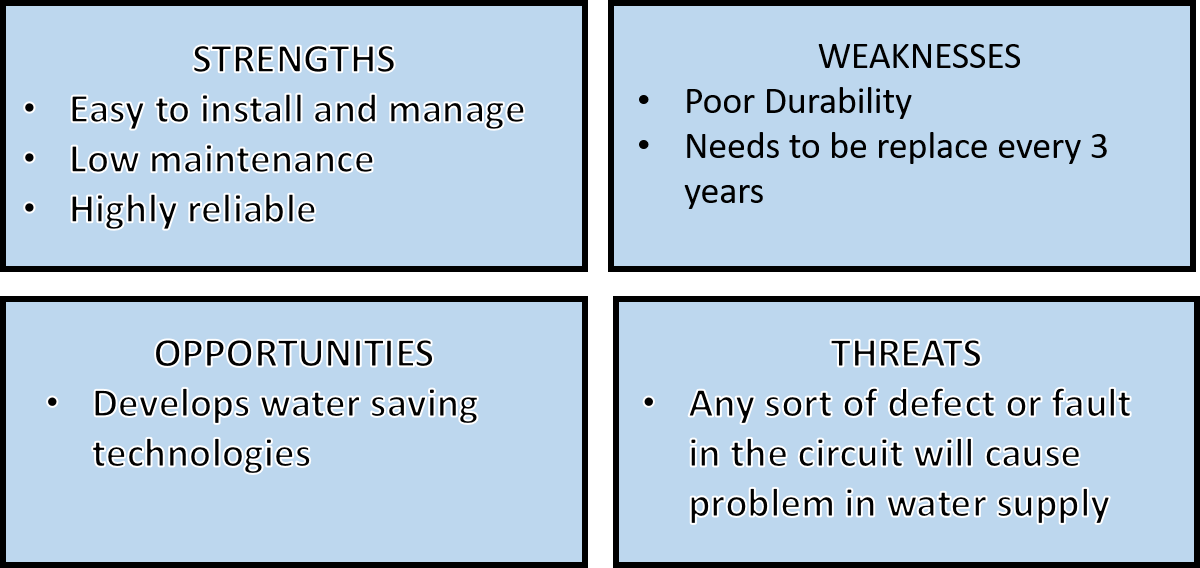 STRENGTHS
• Easy to install and manage
• Low maintenance
• Highly reliable
WEAKNESSES
• Poor Durability
• Needs to be replace every 3
years
OPPORTUNITIES
• Develops water saving
technologies
THREATS
• Any sort of defect or fault
in the circuit will cause
problem in water supply